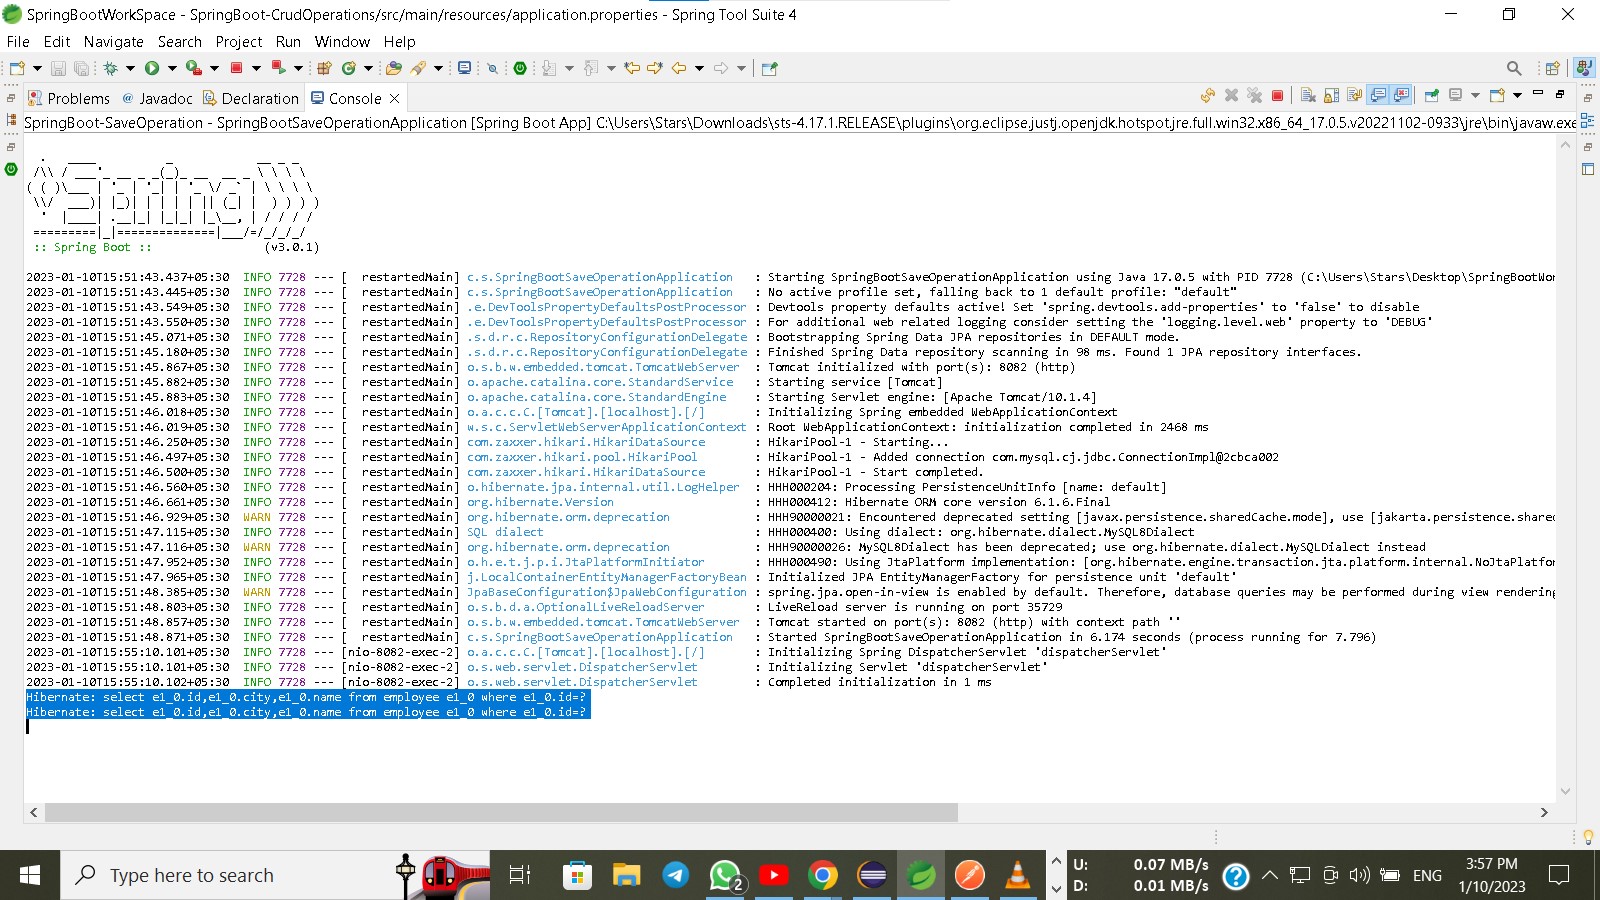 SpringBootWorkSpace - SpringBoot-CrudOperations/src/main/resources/application.properties - Spring Tool Suite 4
File Edit Navigate Search Project Run Window Help
Problems @ Javadoc Declaration Console
SpringBoot-SaveOperation - SpringBootSaveOperationApplication [Spring Boot App] C:\Users\Stars\Downloads\sts-4.17.1.RELEASE\plugins\org.eclipse.justj.openjdk.hotspot.jre.full.win32.x86_64_17.0.5.v20221102-0933\jre\bin\javaw.exe
:: Spring Boot :: (v3.0.1)
2023-01-10T15:51:43.437+05:30 INFO 7728 --- [ restartedMain] c.s.SpringBootSaveOperationApplication : Starting SpringBootSaveOperationApplication using Java 17.0.5 with PID 7728 (C:\Users\Stars\Desktop\SpringBootWor
2023-01-10T15:51:43.445+05:30 INFO 7728 --- [ restartedMain] c.s.SpringBootSaveOperationApplication : No active profile set, falling back to 1 default profile: "default"
2023-01-10T15:51:43.549+05:30 INFO 7728 --- [ restartedMain] .e.DevToolsPropertyDefaultsPostProcessor : Devtools property defaults active! Set 'spring.devtools.add-properties' to 'false' to disable
2023-01-10T15:51:43.550+05:30 INFO 7728 --- [ restartedMain] .e.DevToolsPropertyDefaultsPostProcessor : For additional web related logging consider setting the 'logging.level.web' property to 'DEBUG'
2023-01-10T15:51:45.071+05:30 INFO 7728 --- [ restartedMain] .s.d.r.c.RepositoryConfigurationDelegate : Bootstrapping Spring Data JPA repositories in DEFAULT mode.
2023-01-10T15:51:45.180+05:30 INFO 7728 --- [ restartedMain] .s.d.r.c.RepositoryConfigurationDelegate : Finished Spring Data repository scanning in 98 ms. Found 1 JPA repository interfaces.
2023-01-10T15:51:45.867+05:30 INFO 7728 --- [ restartedMain] o.s.b.w.embedded.tomcat.TomcatWebServer : Tomcat initialized with port(s): 8082 (http)
2023-01-10T15:51:45.882+05:30 INFO 7728 --- [ restartedMain] o.apache.catalina.core.StandardService : Starting service [Tomcat]
2023-01-10T15:51:45.883+05:30 INFO 7728 --- [ restartedMain] o.apache.catalina.core.StandardEngine : Starting Servlet engine: [Apache Tomcat/10.1.4]
2023-01-10T15:51:46.018+05:30 INFO 7728 --- [ restartedMain] o.a.c.c.C.[Tomcat].[localhost].[/] : Initializing Spring embedded WebApplicationContext
2023-01-10T15:51:46.019+05:30 INFO 7728 --- [ restartedMain] w.s.c.ServletWebServerApplicationContext : Root WebApplicationContext: initialization completed in 2468 ms
2023-01-10T15:51:46.250+05:30 INFO 7728 --- [ restartedMain] com.zaxxer.hikari.HikariDataSource : HikariPool-1 - Starting...
2023-01-10T15:51:46.497+05:30 INFO 7728 --- [ restartedMain] com.zaxxer.hikari.pool.HikariPool : HikariPool-1 - Added connection com.mysql.cj.jdbc.ConnectionImpl@2cbca002
2023-01-10T15:51:46.500+05:30 INFO 7728 --- [ restartedMain] com.zaxxer.hikari.HikariDataSource : HikariPool-1 - Start completed.
2023-01-10T15:51:46.560+05:30 INFO 7728 --- [ restartedMain] o.hibernate.jpa.internal.util.LogHelper : HHH000204: Processing PersistenceUnitInfo [name: default]
2023-01-10T15:51:46.661+05:30 INFO 7728 --- [ restartedMain] org.hibernate.Version : HHH000412: Hibernate ORM core version 6.1.6.Final
2023-01-10T15:51:46.929+05:30 WARN 7728 --- [ restartedMain] org.hibernate.orm.deprecation : HHH90000021: Encountered deprecated setting [javax.persistence.sharedCache.mode], use [jakarta.persistence.share
2023-01-10T15:51:47.115+05:30 INFO 7728 --- [ restartedMain] SQL dialect : HHH000400: Using dialect: org.hibernate.dialect.MySQL8Dialect
2023-01-10T15:51:47.116+05:30 WARN 7728 --- [ restartedMain] org.hibernate.orm.deprecation : HHH90000026: MySQL8Dialect has been deprecated; use org.hibernate.dialect.MySQLDialect instead
2023-01-10T15:51:47.952+05:30 INFO 7728 --- [ restartedMain] o.h.e.t.j.p.i.JtaPlatformInitiator : HHH000490: Using JtaPlatform implementation: [org.hibernate.engine.transaction.jta.platform.internal.NoJtaPlatfor
2023-01-10T15:51:47.965+05:30 INFO 7728 --- [ restartedMain] j.LocalContainerEntityManagerFactoryBean : Initialized JPA EntityManagerFactory for persistence unit 'default'
2023-01-10T15:51:48.385+05:30 WARN 7728 --- [ restartedMain] JpaBaseConfiguration$JpaWebConfiguration : spring.jpa.open-in-view is enabled by default. Therefore, database queries may be performed during view rendering
2023-01-10T15:51:48.803+05:30 INFO 7728 --- [ restartedMain] o.s.b.d.a.OptionalLiveReloadServer : LiveReload server is running on port 35729
2023-01-10T15:51:48.857+05:30 INFO 7728 --- [ restartedMain] o.s.b.w.embedded.tomcat.TomcatWebServer : Tomcat started on port(s): 8082 (http) with context path ''
2023-01-10T15:51:48.871+05:30 INFO 7728 --- [ restartedMain] c.s.SpringBootSaveOperationApplication : Started SpringBootSaveOperationApplication in 6.174 seconds (process running for 7.796)
2023-01-10T15:55:10.101+05:30 INFO 7728 --- [nio-8082-exec-2] o.a.c.c.C.[Tomcat].[localhost].[/] : Initializing Spring DispatcherServlet 'dispatcherServlet'
2023-01-10T15:55:10.101+05:30 INFO 7728 --- [nio-8082-exec-2] o.s.web.servlet.DispatcherServlet : Initializing Servlet 'dispatcherServlet'
2023-01-10T15:55:10.102+05:30 INFO 7728 --- [nio-8082-exec-2] o.s.web.servlet.DispatcherServlet : Completed initialization in 1 ms
Hibernate: select e1_0.id,e1_0.city,e1_0.name from employee e1_0 where e1_0.id=?
Hibernate: select e1_0.id,e1_0.city,e1_0.name from employee e1_0 where e1_0.id=?
Type here to search
2
U: 0.07 MB/s
D: 0.01 MB/s
ENG
3:57 PM
1/10/2023